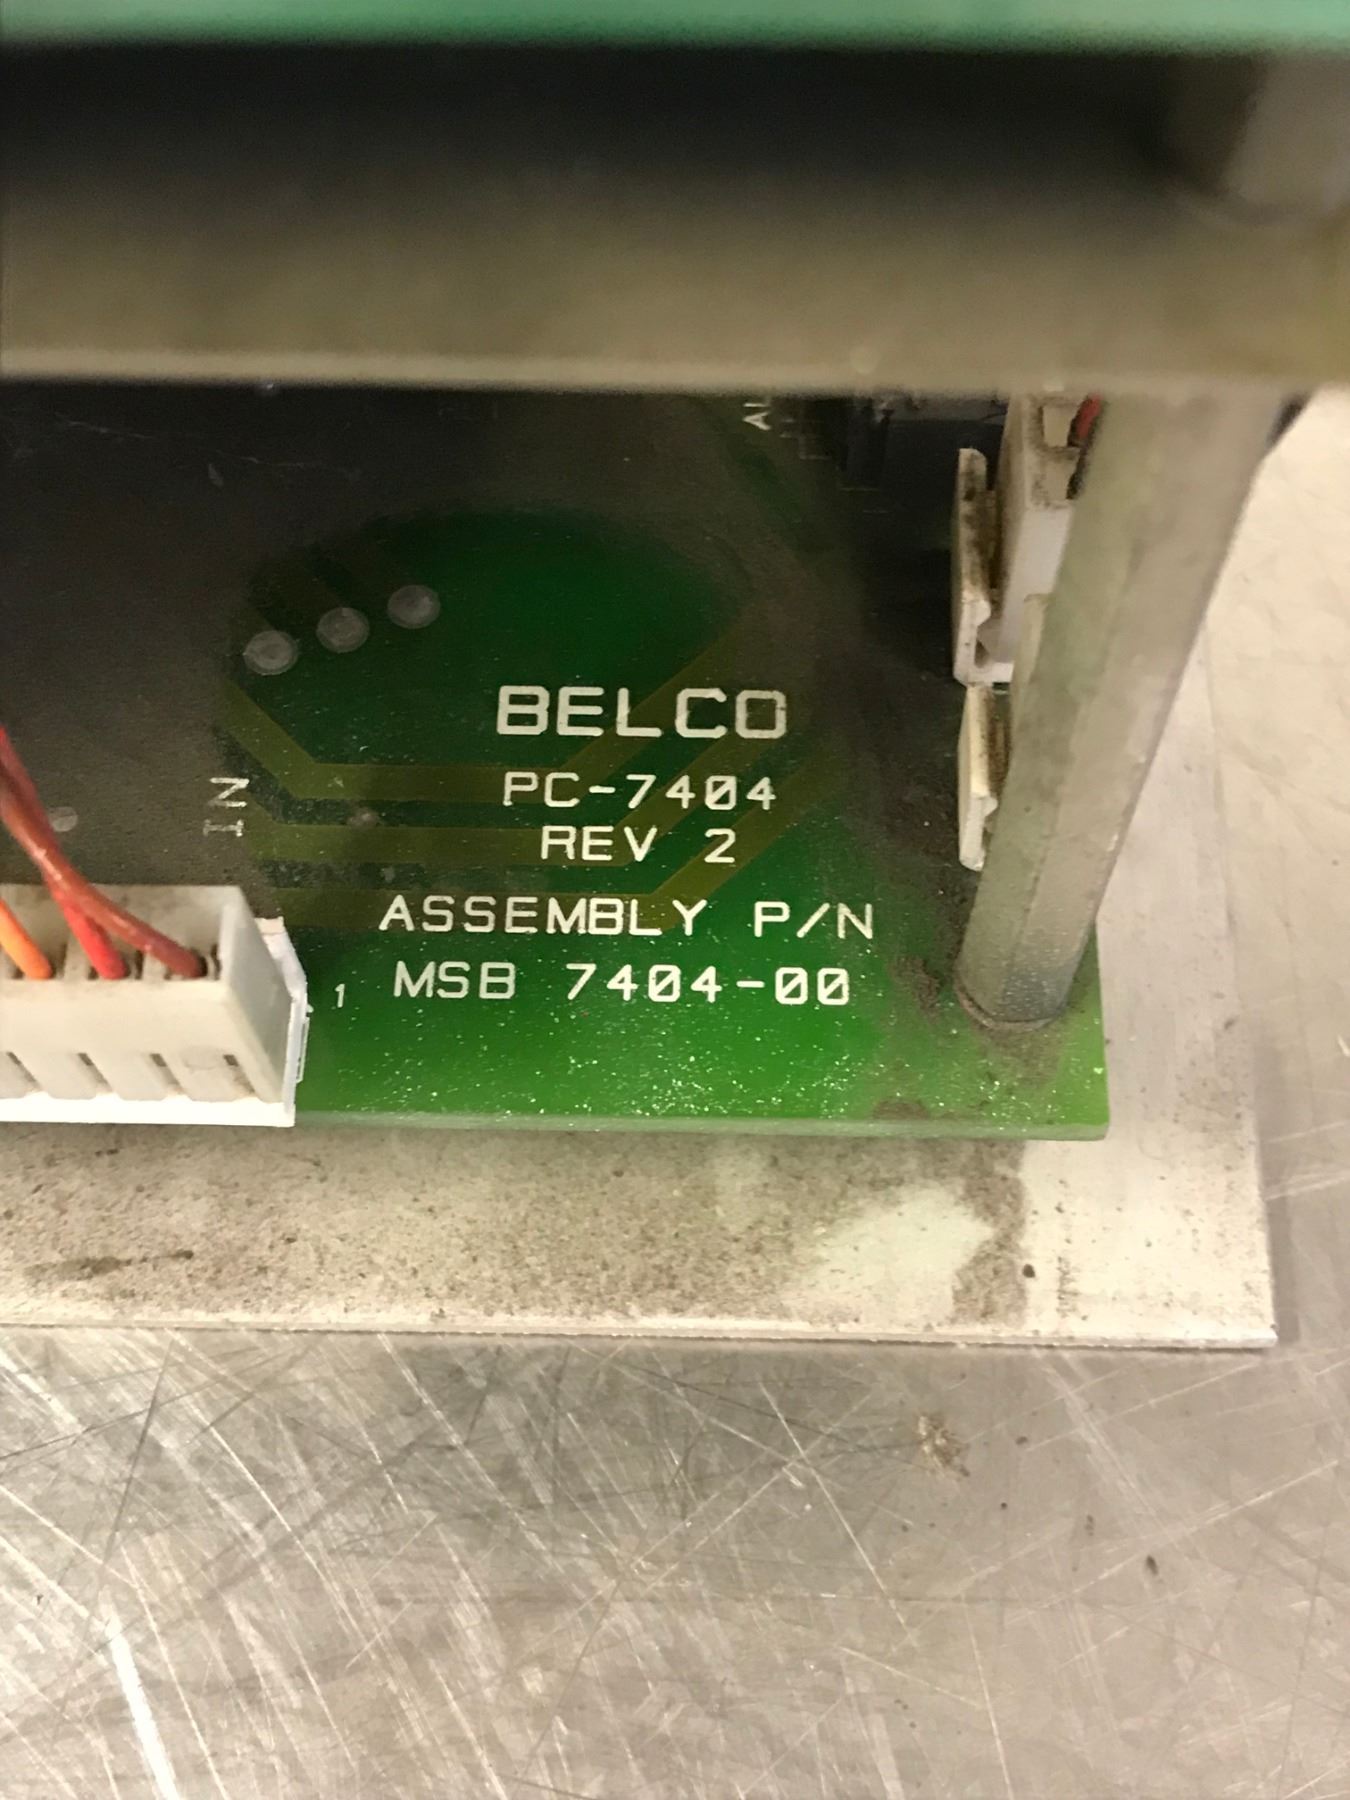 BELCO
PC-7404
REV 2
ASSEMBLY P/N
MSB 7404-00
IN
1